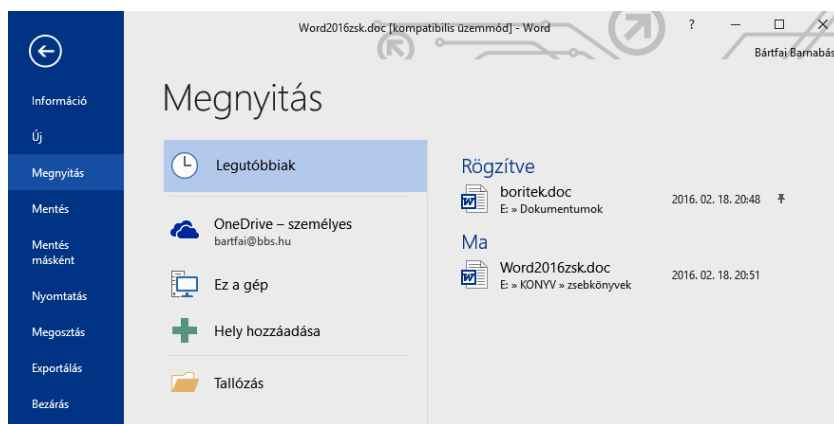 Word2016zsk.doc [kompatibilis üzemmód] - Word
?
Bártfai Barnabás
Információ
Új
Megnyitás
Mentés
Mentés
másként
Nyomtatás
Megosztás
Exportálás
Bezárás
Megnyitás
Legutóbbiak
OneDrive – személyes
bartfai@bbs.hu
Ez a gép
Hely hozzáadása
Tallózás
Rögzítve
boritek.doc
2016. 02. 18. 20:48
E: » Dokumentumok
Ma
Word2016zsk.doc
2016. 02. 18. 20:51
E: » KONYV » zsebkönyvek